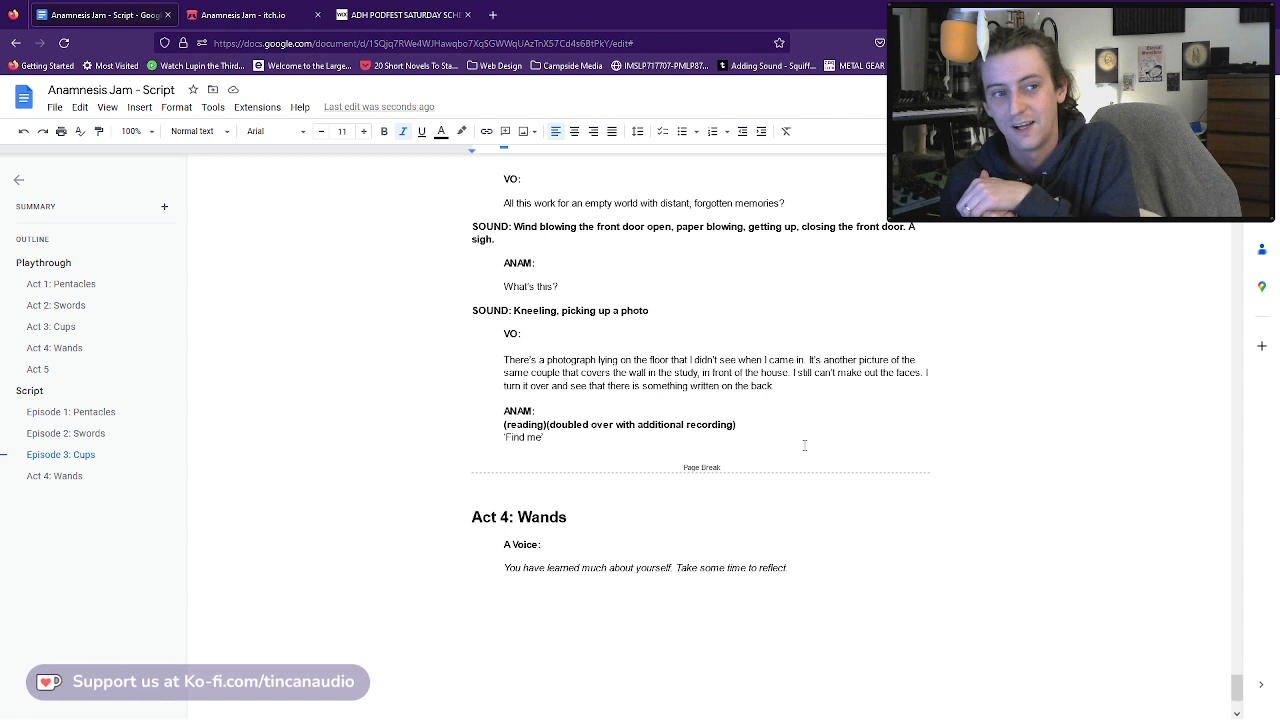 Anamnesis Jam - Script - Goog
Anamnesis Jam - itch.io
ADH PODFEST SATURDAY SCHE
https://docs.google.com/document/d/1SQjq7RWe4WJHawqbo7XqSGWWqUAzTnXS7Cd4s6BtPkY/edit#
Getting Started
Most Visited
Watch Lupin the Third...
Welcome to the Large...
20 Short Novels To S...
Web Design
Campside Media
IMSLP717707-PMLP87...
Adding Sound - Squiff...
METAL GEAR
Anamnesis Jam - Script
File Edit View Insert Format Tools Extensions Help Last edit was seconds ago
100% Normal text Arial 11
SUMMARY
OUTLINE
Playthrough
Act 1: Pentacles
Act 2: Swords
Act 3: Cups
Act 4: Wands
Act 5
Script
Episode 1: Pentacles
Episode 2: Swords
Episode 3: Cups
Act 4: Wands
VO:
All this work for an empty world with distant, forgotten memories?
SOUND: Wind blowing the front door open, paper blowing, getting up, closing the front door. A
sigh.
ANAM:
What's this?
SOUND: Kneeling, picking up a photo
VO:
There's a photograph lying on the floor that I didn't see when I came in. It's another picture of the
same couple that covers the wall in the study, in front of the house. I still can't make out the faces. I
turn it over and see that there is something written on the back.
ANAM:
(reading)(doubled over with additional recording)
'Find me'
Page Break
Act 4: Wands
A Voice:
You have learned much about yourself. Take some time to reflect.
Support us at Ko-fi.com/tincanaudio